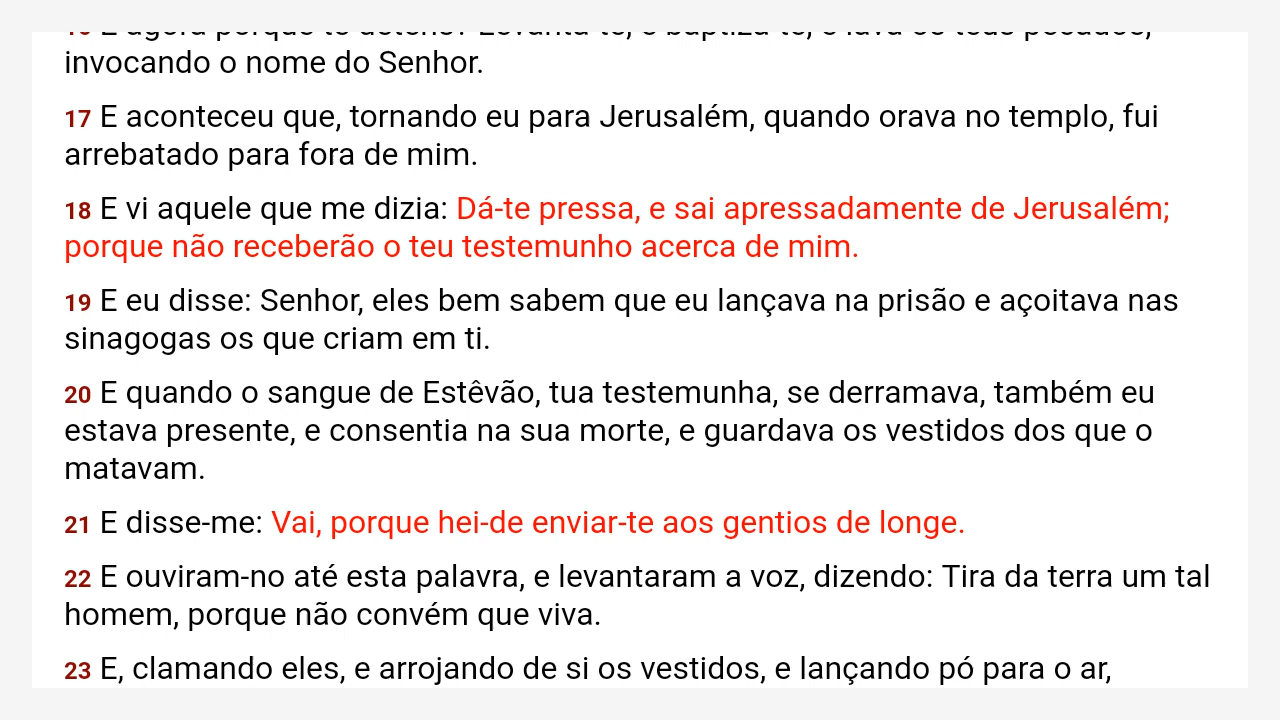 invocando o nome do Senhor.
17 E aconteceu que, tornando eu para Jerusalém, quando orava no templo, fui
arrebatado para fora de mim.
18 E vi aquele que me dizia: Dá-te pressa, e sai apressadamente de Jerusalém;
porque não receberão o teu testemunho acerca de mim.
19 E eu disse: Senhor, eles bem sabem que eu lançava na prisão e açoitava nas
sinagogas os que criam em ti.
20 E quando o sangue de Estêvão, tua testemunha, se derramava, também eu
estava presente, e consentia na sua morte, e guardava os vestidos dos que o
matavam.
21 E disse-me: Vai, porque hei-de enviar-te aos gentios de longe.
22 E ouviram-no até esta palavra, e levantaram a voz, dizendo: Tira da terra um tal
homem, porque não convém que viva.
23 E, clamando eles, e arrojando de si os vestidos, e lançando pó para o ar,